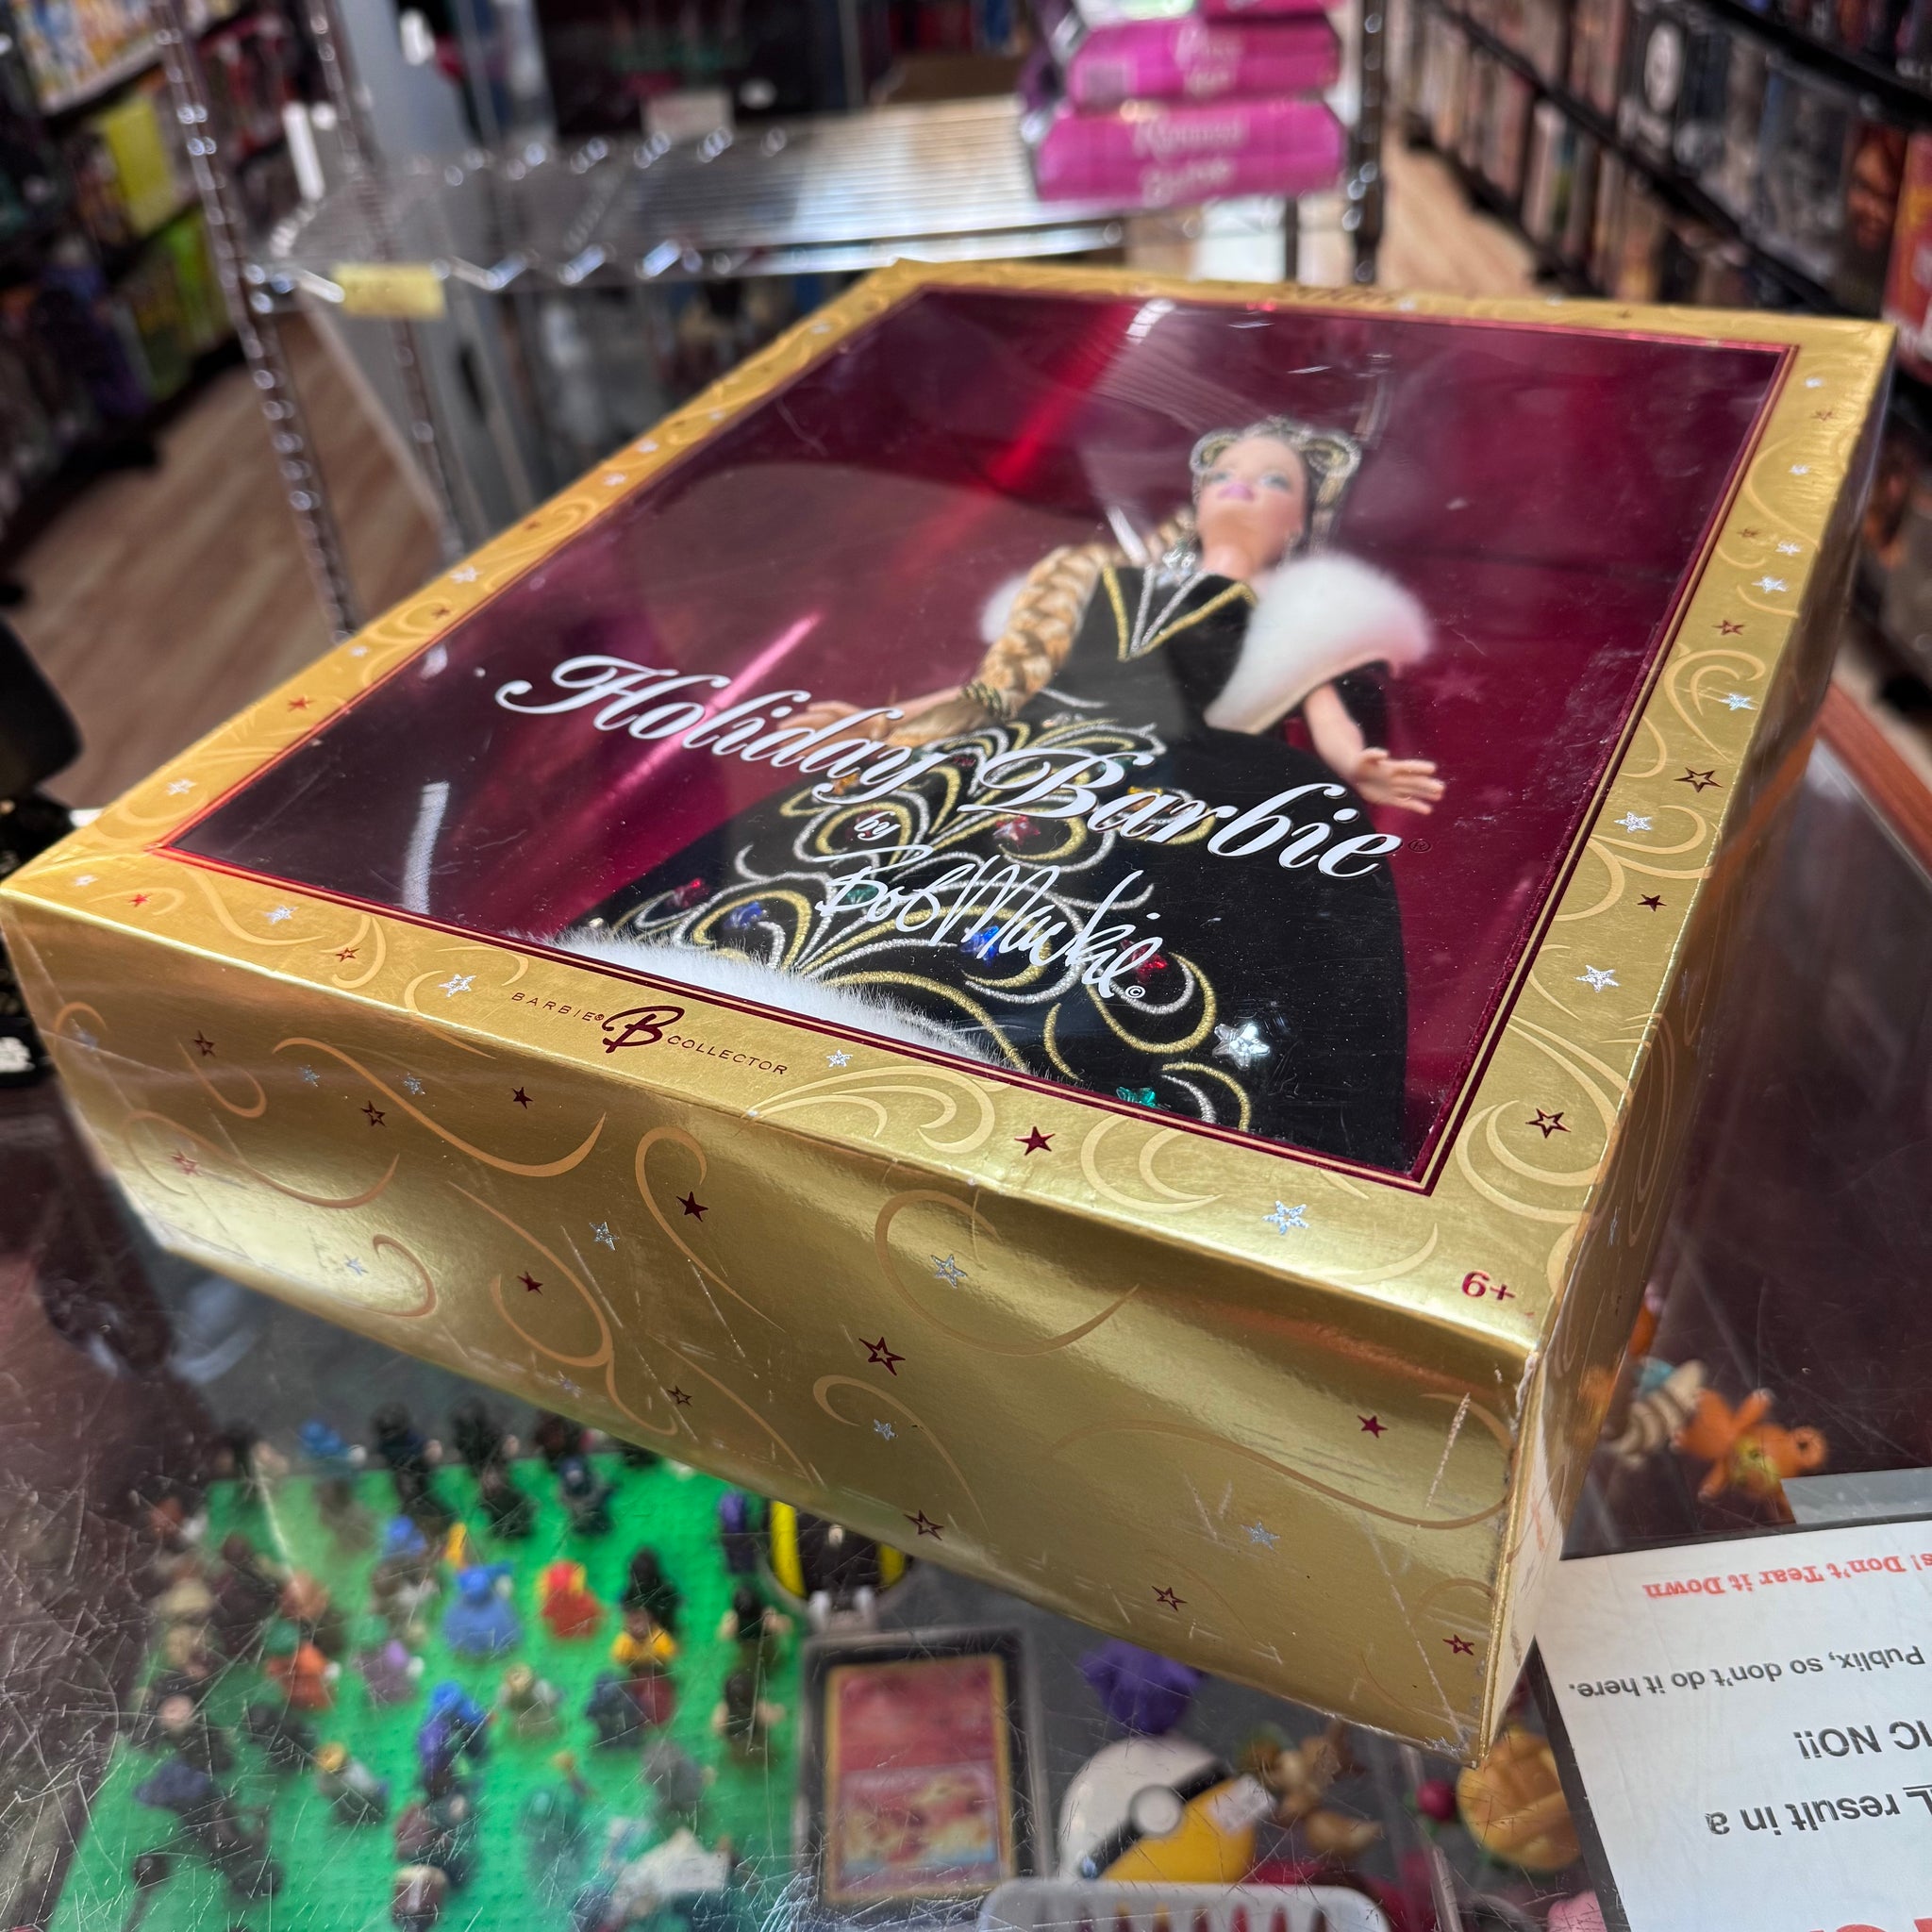 Holiday Barbie®
by
Bob Mackie©
BARBIE® B COLLECTOR
6+
! Don't Tear it Down
Publix, so don't do it here.
IC NO!!
L result in a